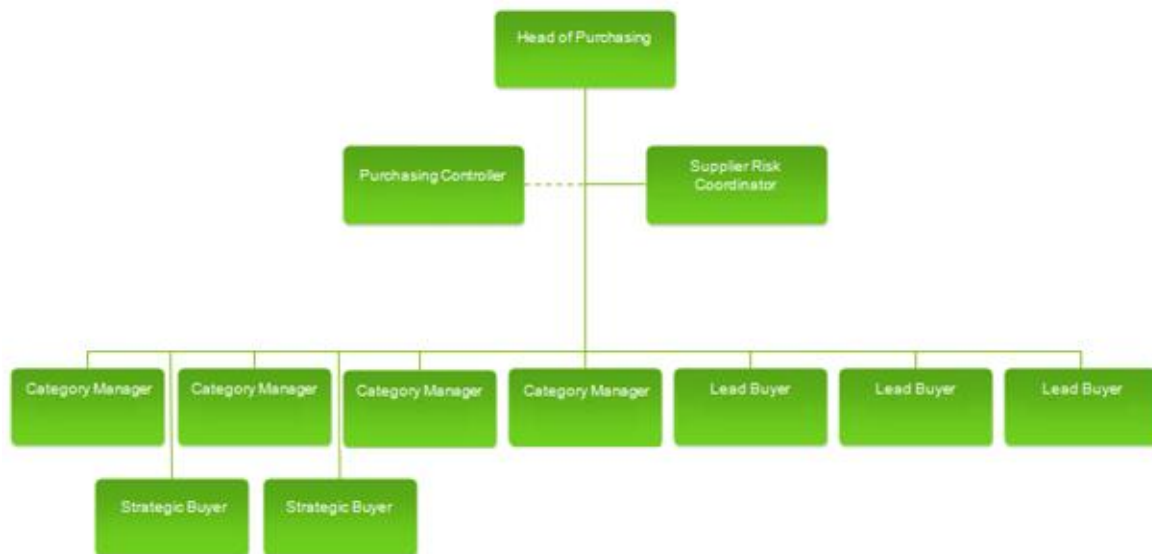 Head of Purchasing
Purchasing Controller
Supplier Risk
Coordinator
Category Manager
Category Manager
Category Manager
Category Manager
Lead Buyer
Lead Buyer
Lead Buyer
Strategic Buyer
Strategic Buyer